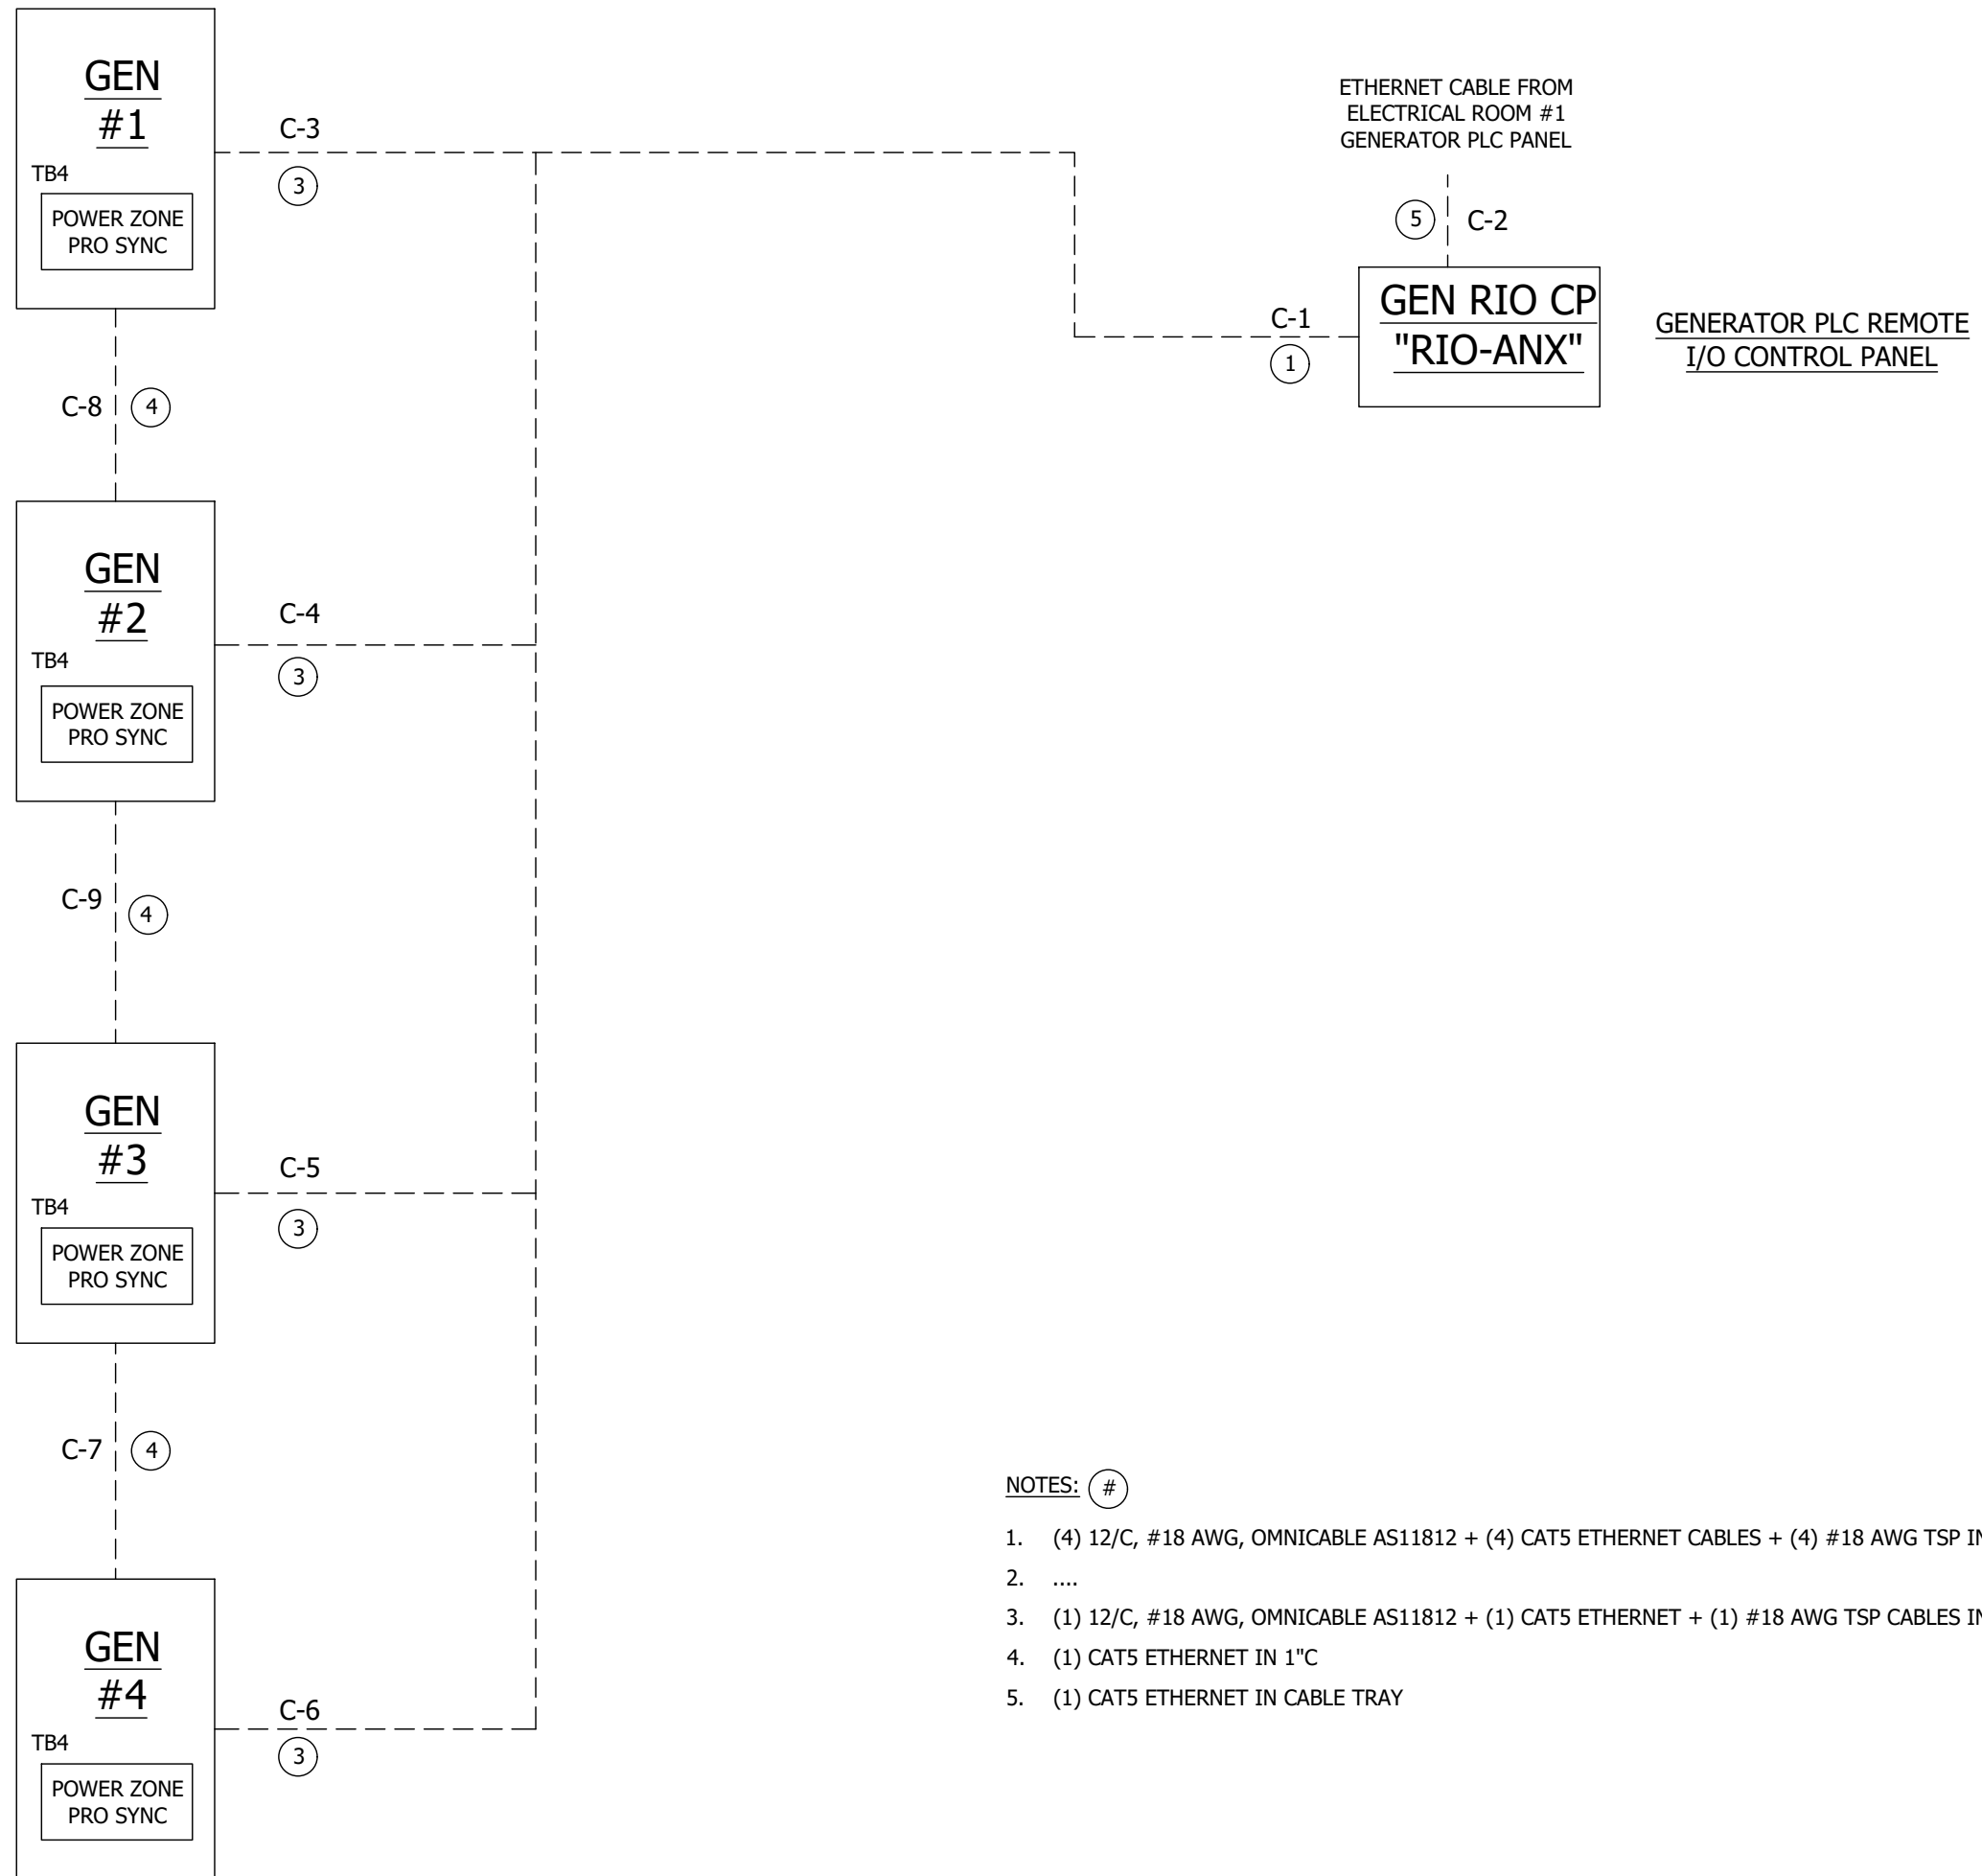 GEN
#1
TB4
POWER ZONE
PRO SYNC
C-3
3
ETHERNET CABLE FROM
ELECTRICAL ROOM #1
GENERATOR PLC PANEL
5
C-2
GEN RIO CP
"RIO-ANX"
GENERATOR PLC REMOTE
I/O CONTROL PANEL
C-1
1
C-8
4
GEN
#2
TB4
POWER ZONE
PRO SYNC
C-4
3
C-9
4
GEN
#3
TB4
POWER ZONE
PRO SYNC
C-5
3
C-7
4
GEN
#4
TB4
POWER ZONE
PRO SYNC
C-6
3
NOTES: #
1. (4) 12/C, #18 AWG, OMNICABLE AS11812 + (4) CAT5 ETHERNET CABLES + (4) #18 AWG TSP
2. ....
3. (1) 12/C, #18 AWG, OMNICABLE AS11812 + (1) CAT5 ETHERNET + (1) #18 AWG TSP CABLES
4. (1) CAT5 ETHERNET IN 1"C
5. (1) CAT5 ETHERNET IN CABLE TRAY